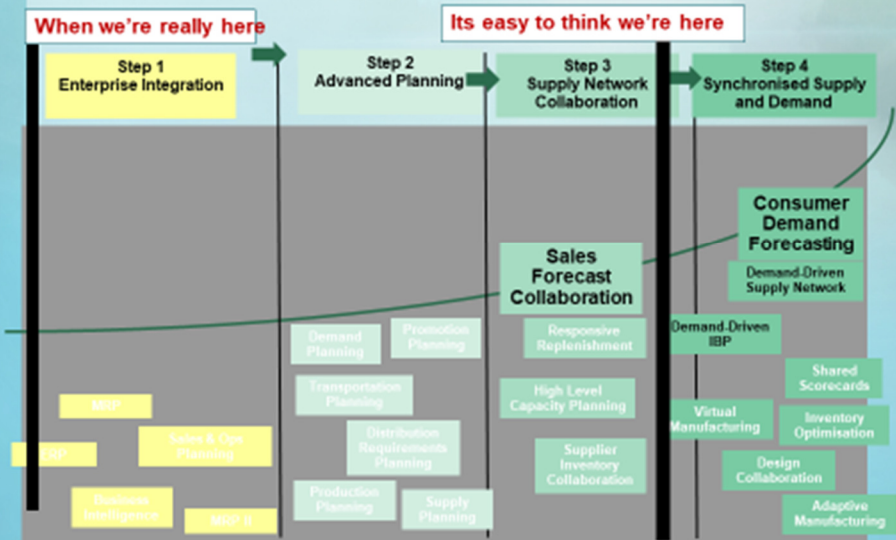 When we're really here
Its easy to think we're here
Step 1
Enterprise Integration
Step 2
Advanced Planning
Step 3
Supply Network
Collaboration
Step 4
Synchronised Supply
and Demand
Consumer
Demand
Forecasting
Sales
Forecast
Collaboration
Demand-Driven
Supply Network
Demand
Planning
Promotion
Planning
Responsive
Replenishment
Demand-Driven
IBP
Shared
Scorecards
Transportation
Planning
High Level
Capacity Planning
MRP
Virtual
Manufacturing
Inventory
Optimisation
ERP
Sales & Ops
Planning
Distribution
Requirements
Planning
Supplier
Inventory
Collaboration
Design
Collaboration
Business
Intelligence
MRP II
Production
Planning
Supply
Planning
Adaptive
Manufacturing